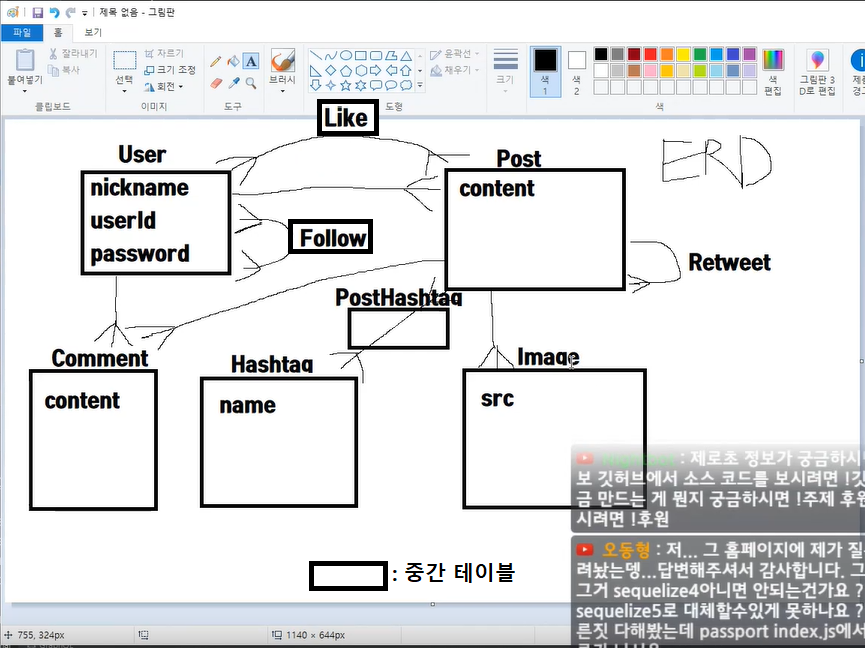 제목 없음 - 그림판
파일 홈 보기
붙여넣기
잘라내기
복사
클립보드
선택
자르기
크기 조정
회전
이미지
A
도구
브러시
윤곽선
채우기
도형
크기
색 1
색 2
색 편집
색
그림판 3D로 편집
Like
ERD
User
Post
nickname
userId
password
content
Follow
Retweet
PostHashtag
Comment
Hashtag
Image
content
name
src
: 제로초 정보가 궁금하시
보 깃허브에서 소스 코드를 보시려면 !깃
금 만드는 게 뭔지 궁금하시면 !주제 후원
시려면 !후원
오동형 : 저... 그 홈페이지에 제가 질
려놨는뎅...답변해주셔서 감사합니다. 그
그거 sequelize4아니면 안되는건가요 ?
sequelize5로 대체할수있게 못하나요 ?
른짓 다해봤는데 passport index.js에서
: 중간 테이블
755, 324px
1140 × 644px